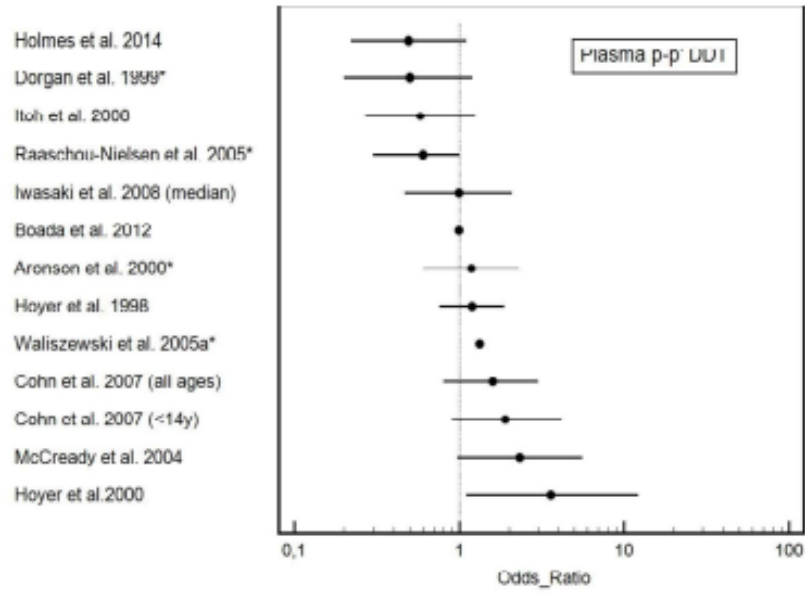 Holmes et al. 2014
Plasma p-p' DDT
Dorgan et al. 1999*
Itoh et al. 2000
Raaschou-Nielsen et al. 2005*
Iwasaki et al. 2008 (median)
Boada et al. 2012
Aronson et al. 2000*
Hoyer et al. 1998
Waliszewski et al. 2005a*
Cohn et al. 2007 (all ages)
Cohn et al. 2007 (<14y)
McCready et al. 2004
Hoyer et al.2000
0,1 1 10 100
Odds_Ratio